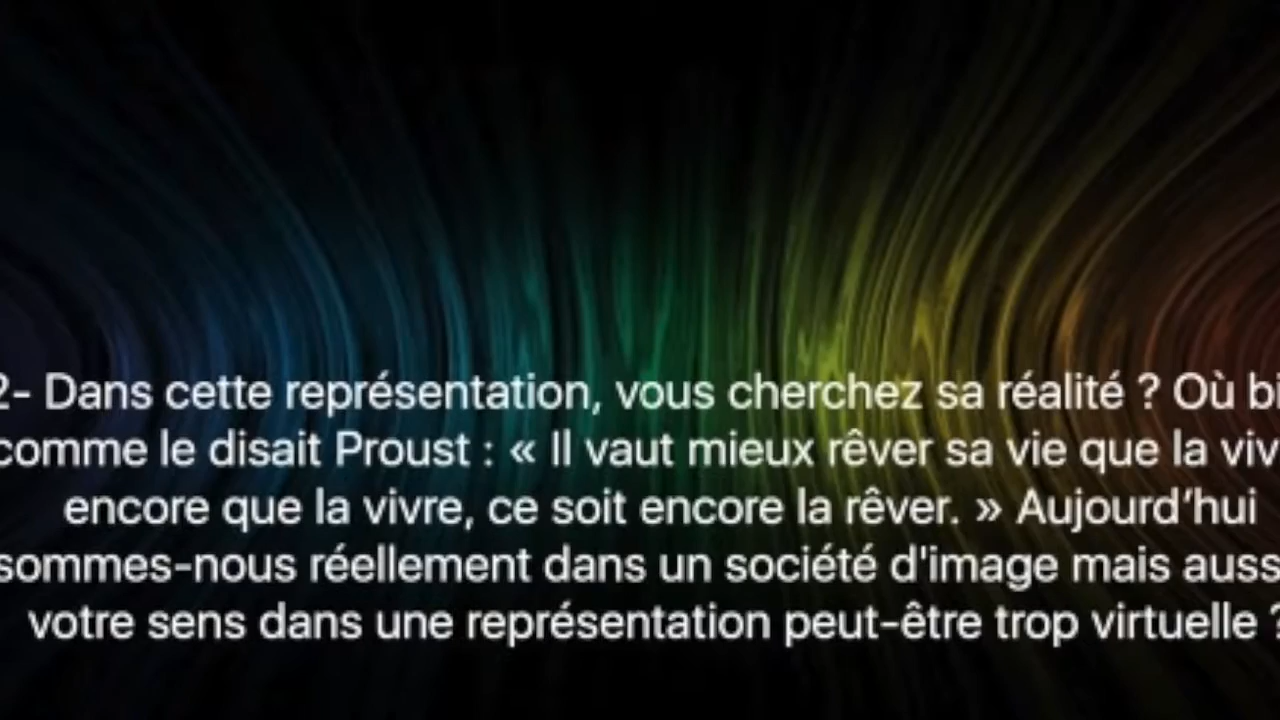 2- Dans cette représentation, vous cherchez sa réalité ? Où
comme le disait Proust : « Il vaut mieux rêver sa vie que la
encore que la vivre, ce soit encore la rêver. » Aujourd’hui
sommes-nous réellement dans un société d'image mais
votre sens dans une représentation peut-être trop virtuelle ?